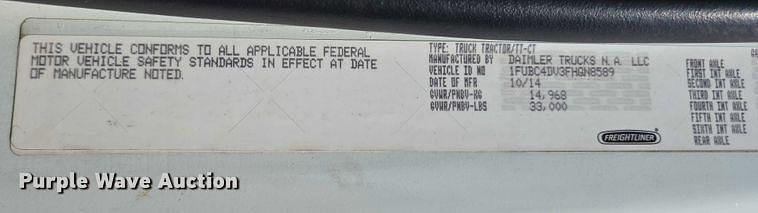 THIS VEHICLE CONFORMS TO ALL APPLICABLE FEDERAL
MOTOR VEHICLE SAFETY STANDARDS IN EFFECT AT DATE
OF MANUFACTURE NOTED.
TYPE: TRUCK TRACTOR/TT-CT
MANUFACTURED BY DAIMLER TRUCKS N.A. LLC
VEHICLE ID NO 1FUBC4DV3FHGN8589
DATE OF MFR 10/14
GVWR/PNBV-KG 14,968
GVWR/PNBV-LBS 33,000
FREIGHTLINER
FRONT AXLE
FIRST INT AXLE
SECOND INT AXLE
THIRD INT AXLE
FOURTH INT AXLE
FIFTH INT AXLE
SIXTH INT AXLE
REAR AXLE
Purple Wave Auction